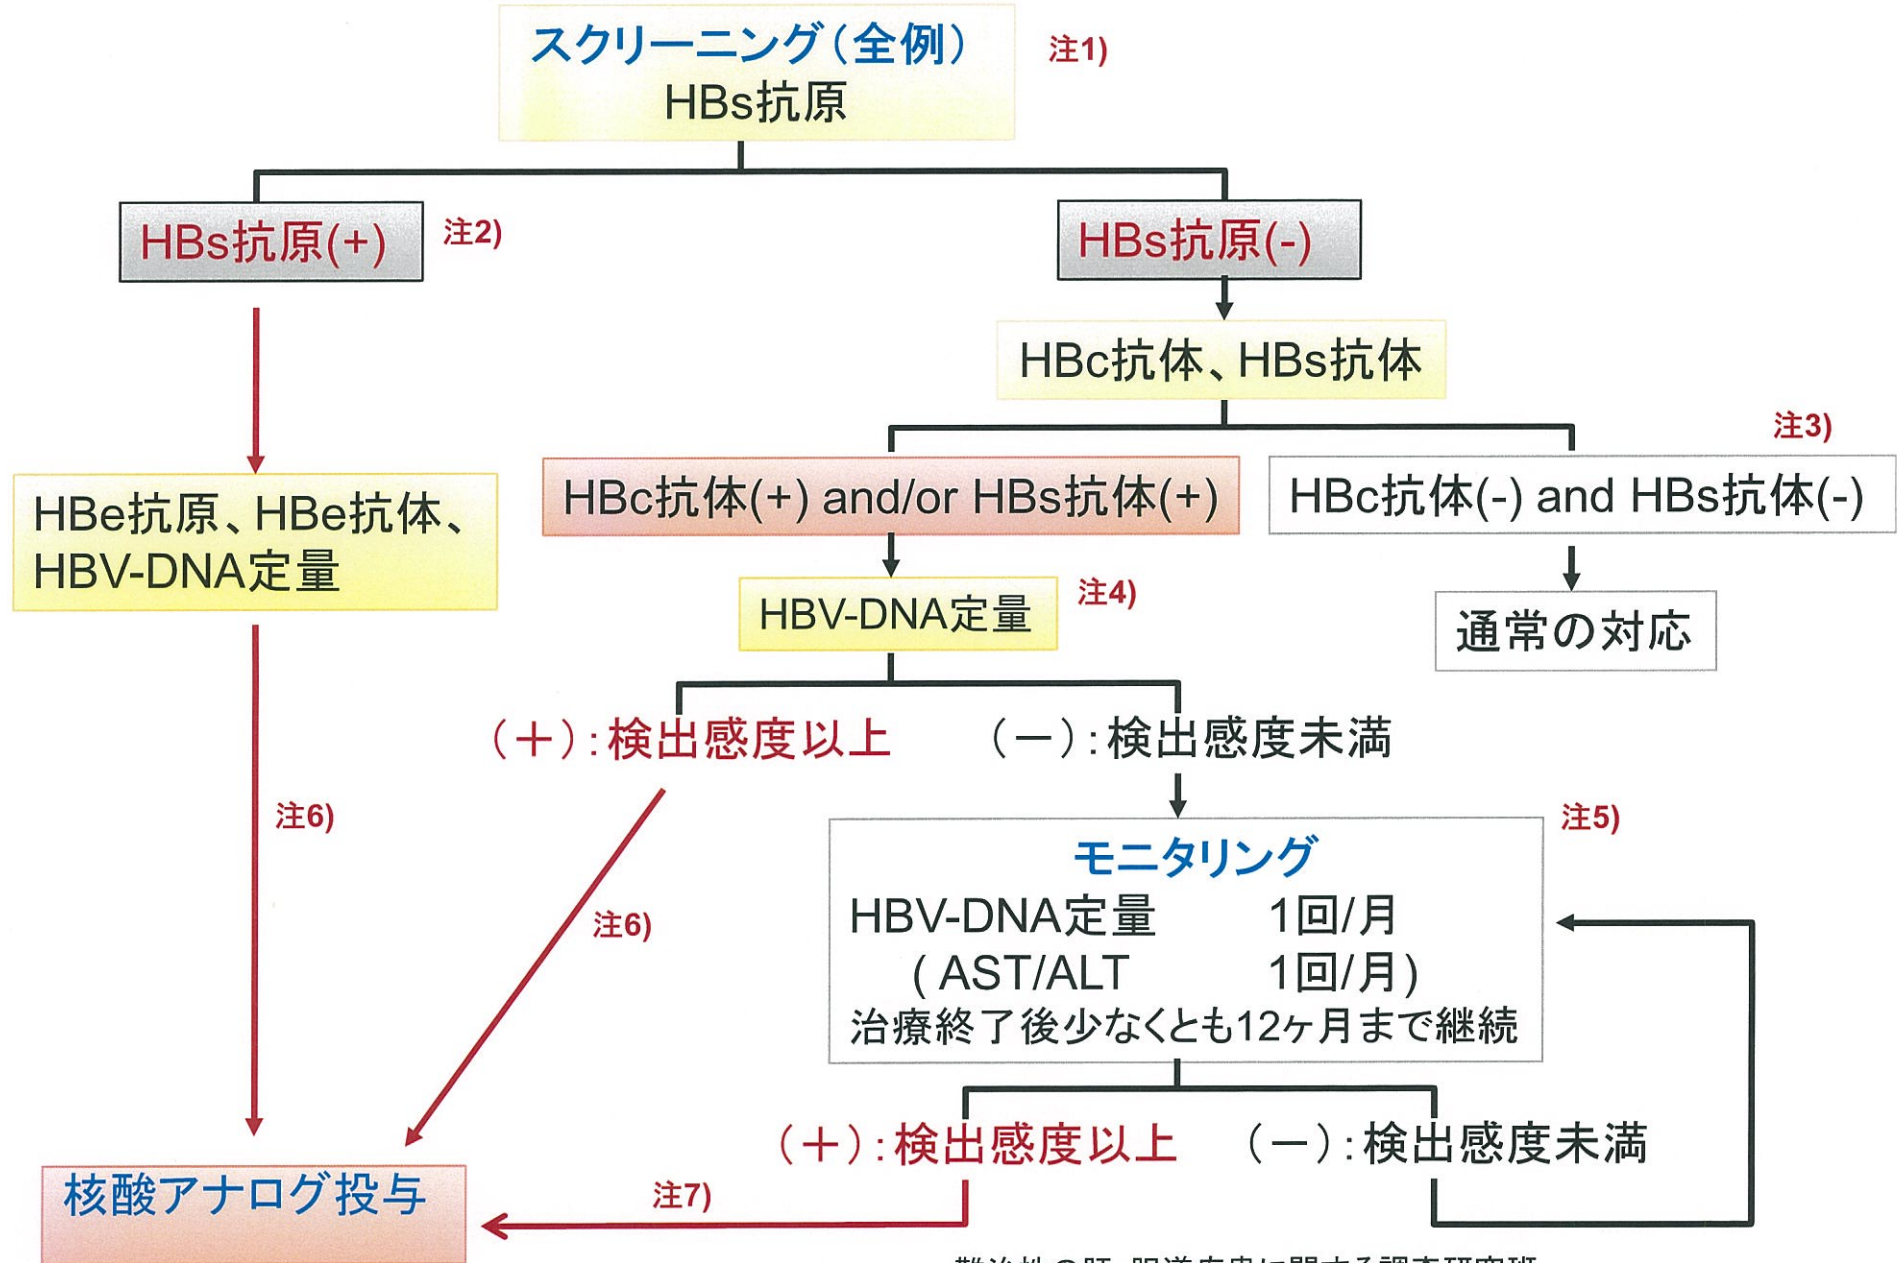 スクリーニング（全例）
注1)
HBs抗原
HBs抗原(+)
注2)
HBs抗原(-)
HBc抗体、HBs抗体
注3)
HBc抗体(+) and/or HBs抗体(+)
HBc抗体(-) and HBs抗体(-)
HBe抗原、HBe抗体、
HBV-DNA定量
HBV-DNA定量
注4)
通常の対応
（＋）：検出感度以上
（－）：検出感度未満
注6)
注5)
モニタリング
HBV-DNA定量 1回/月
( AST/ALT 1回/月)
治療終了後少なくとも12ヶ月まで継続
注6)
（＋）：検出感度以上
（－）：検出感度未満
核酸アナログ投与
注7)